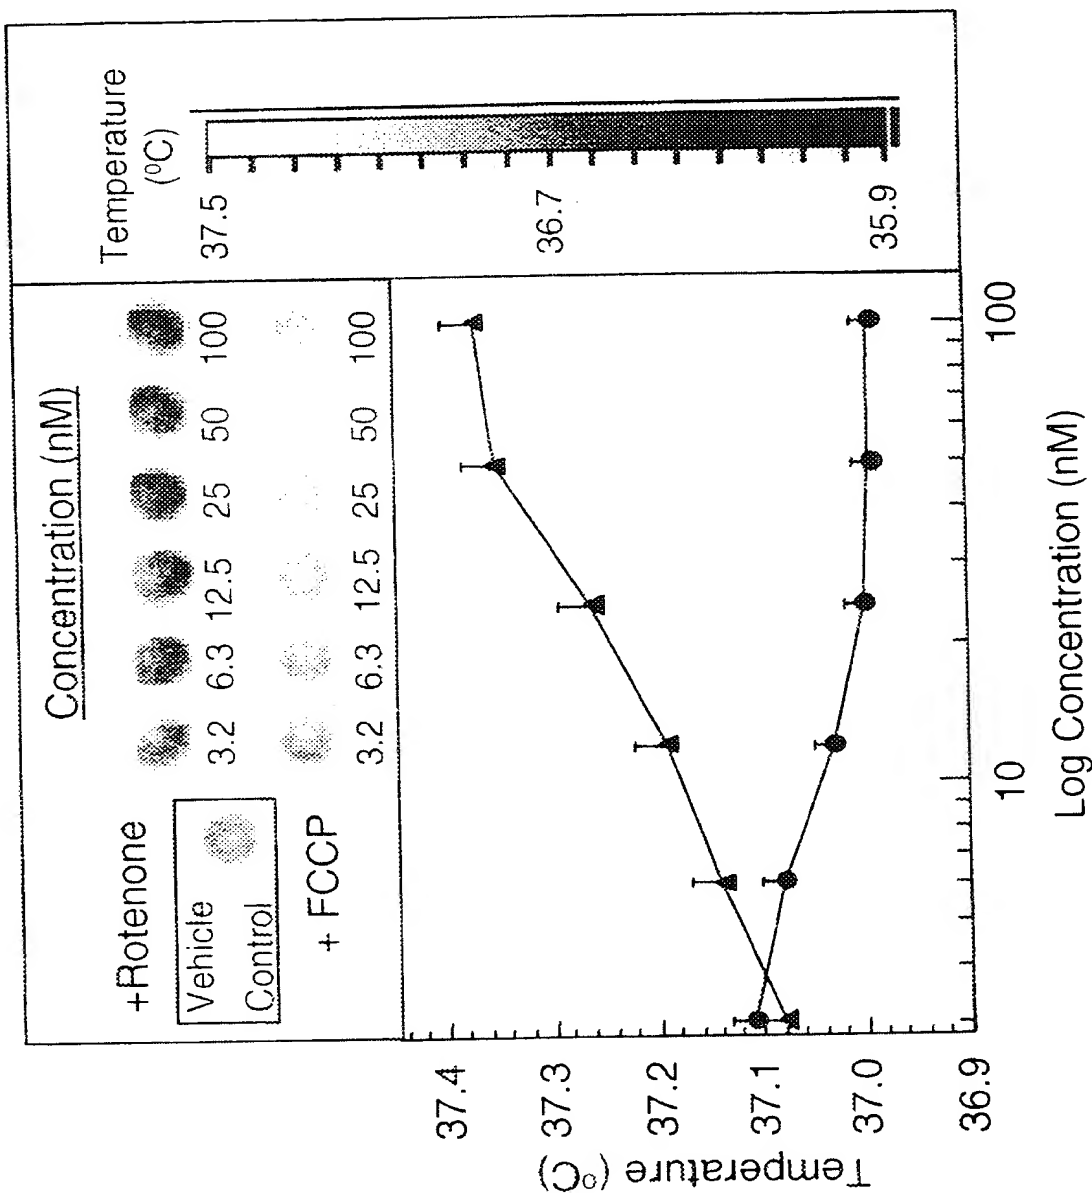 Concentration (nM)
+Rotenone
3.2 6.3 12.5 25 50 100
Vehicle
Control
+ FCCP
3.2 6.3 12.5 25 50 100
Temperature
(ºC)
37.5
36.7
35.9
Temperature (ºC)
37.4
37.3
37.2
37.1
37.0
36.9
10 100
Log Concentration (nM)